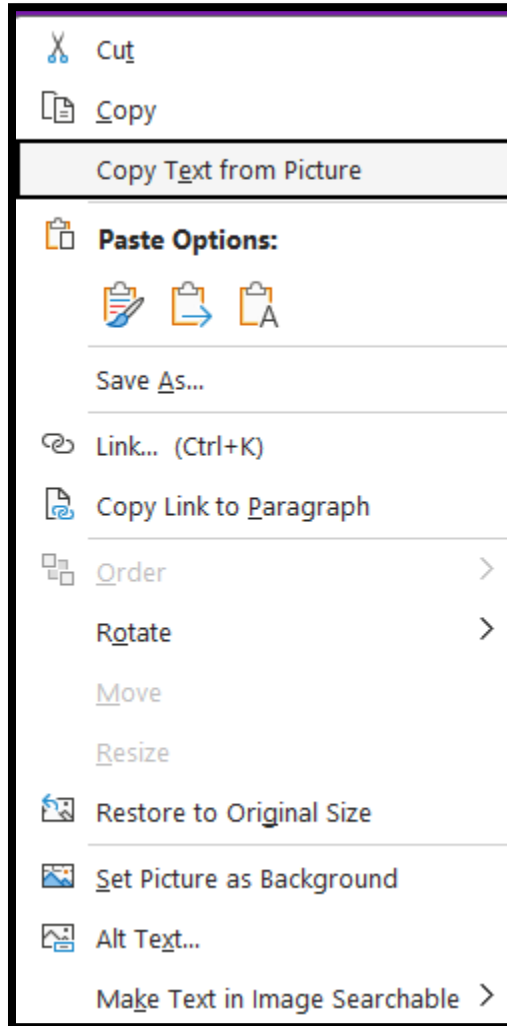 Cut
Copy
Copy Text from Picture
Paste Options:
A
Save As...
Link... (Ctrl+K)
Copy Link to Paragraph
Order
Rotate
Move
Resize
Restore to Original Size
Set Picture as Background
Alt Text...
Make Text in Image Searchable